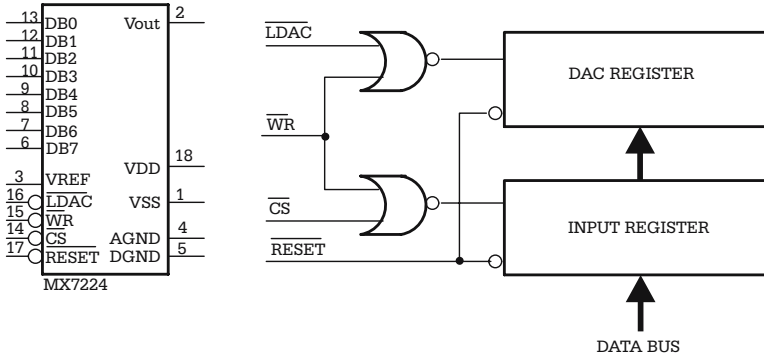 13 DB0 Vout 2
12 DB1
11 DB2
10 DB3
9 DB4
8 DB5
7 DB6
6 DB7
VDD 18
3 VREF
16 LDAC VSS 1
15 WR
14 CS AGND 4
17 RESET DGND 5
MX7224
LDAC
WR
CS
RESET
DAC REGISTER
INPUT REGISTER
DATA BUS